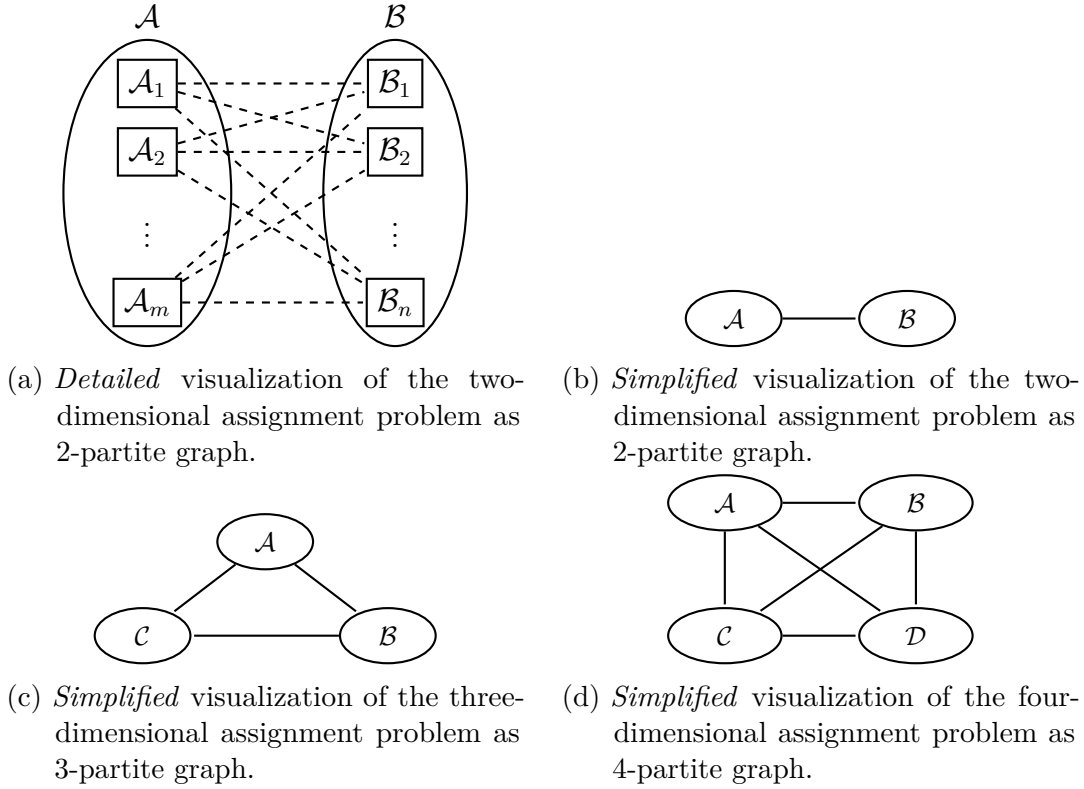 𝒜 ℬ
𝒜₁ ℬ₁
𝒜₂ ℬ₂
⋮ ⋮
𝒜ₘ ℬₙ
𝒜 ℬ
(a) Detailed visualization of the two-
dimensional assignment problem as
2-partite graph.
(b) Simplified visualization of the two-
dimensional assignment problem as
2-partite graph.
𝒜
𝒞 ℬ
𝒜 ℬ
𝒞 𝒟
(c) Simplified visualization of the three-
dimensional assignment problem as
3-partite graph.
(d) Simplified visualization of the four-
dimensional assignment problem as
4-partite graph.